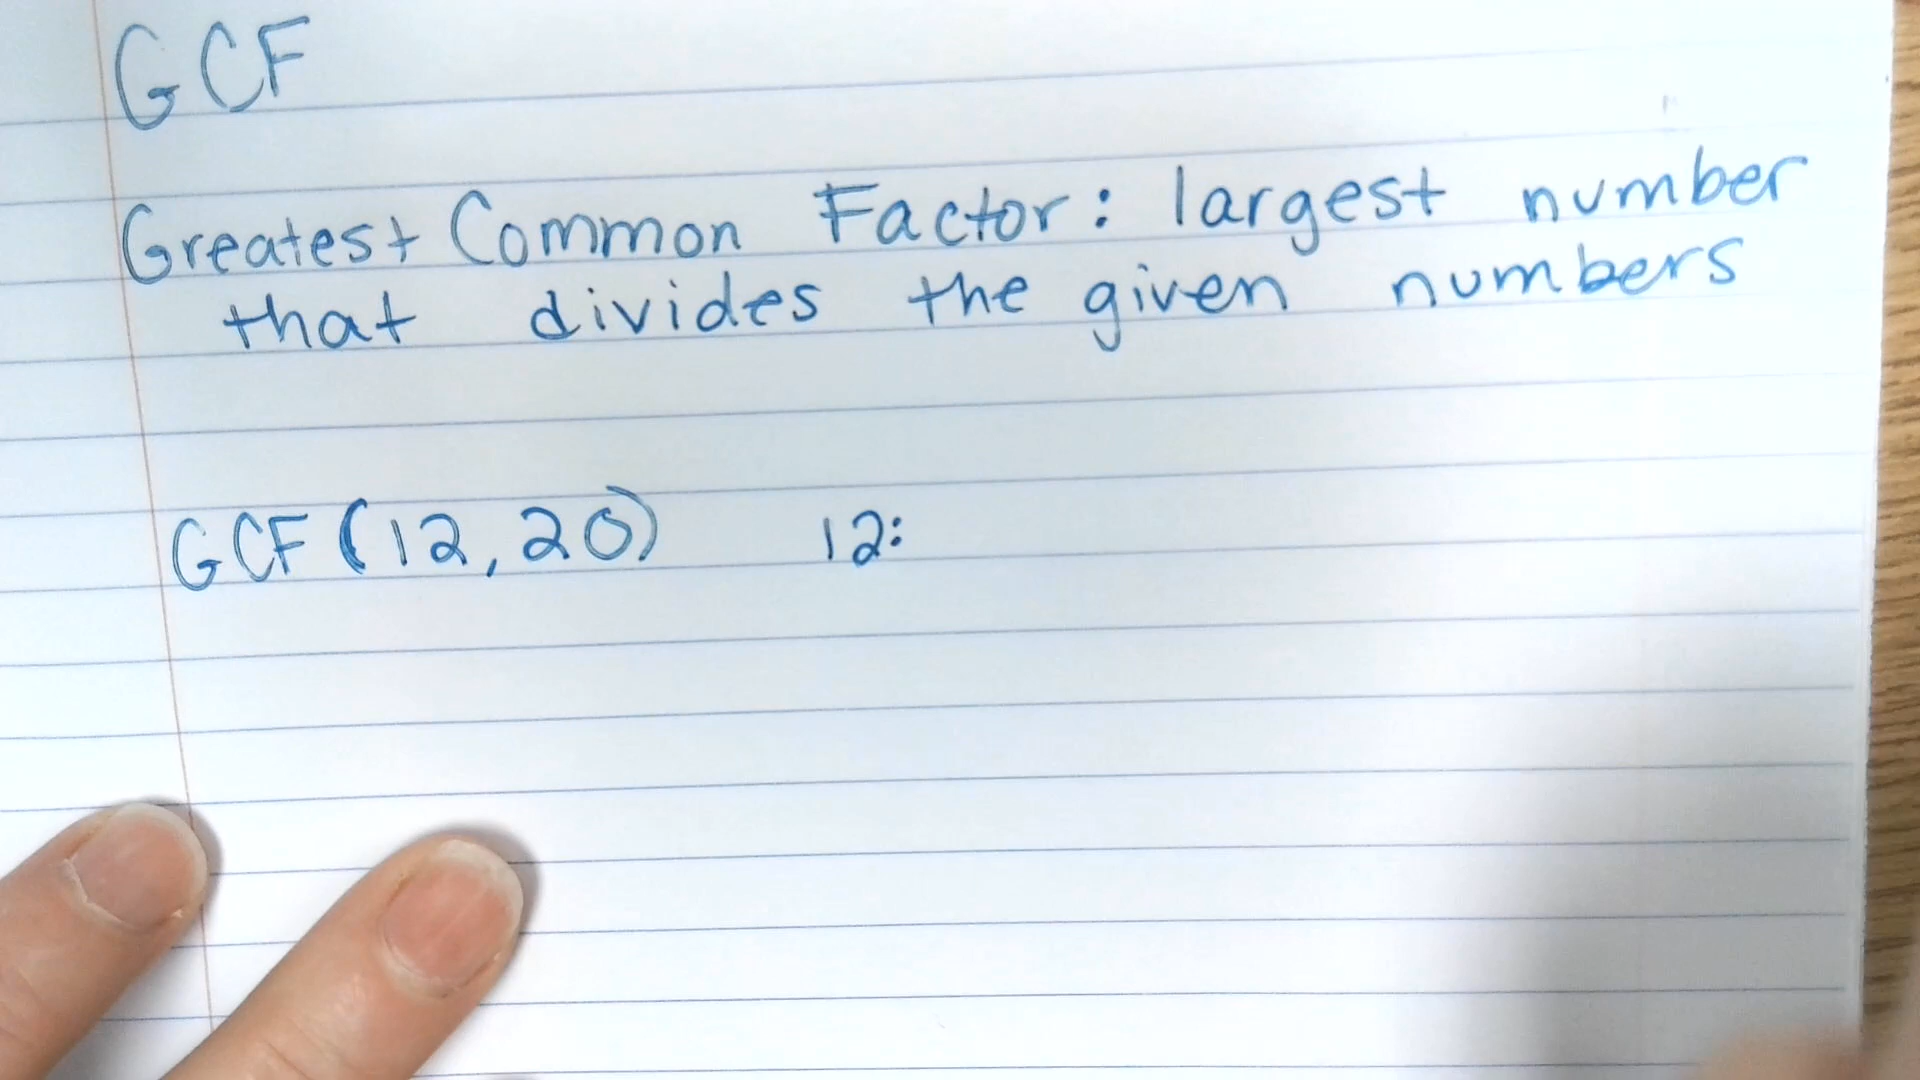 GCF
Greatest Common Factor: largest number
that divides the given numbers
GCF (12, 20) 12: